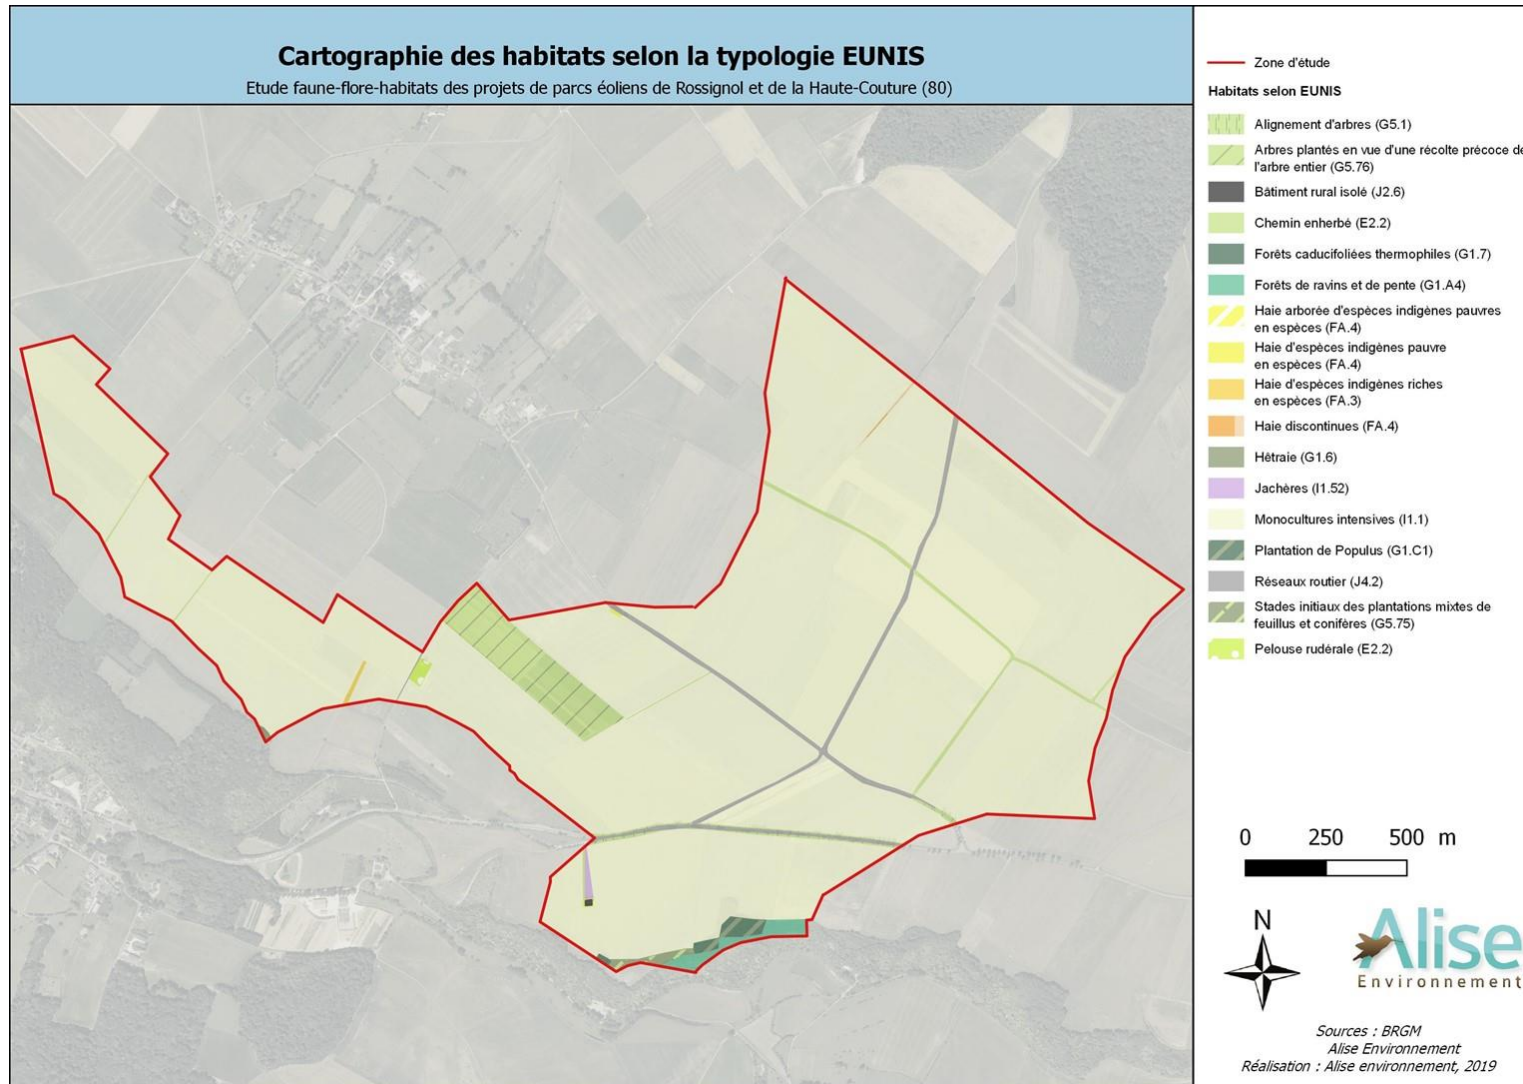 Cartographie des habitats selon la typologie EUNIS
Etude faune-flore-habitats des projets de parcs éoliens de Rossignol et de la Haute-Couture (80)
Zone d'étude
Habitats selon EUNIS
Alignement d'arbres (G5.1)
Arbres plantés en vue d'une récolte précoce de
l'arbre entier (G5.76)
Bâtiment rural isolé (J2.6)
Chemin enherbé (E2.2)
Forêts caducifoliées thermophiles (G1.7)
Forêts de ravins et de pente (G1.A4)
Haie arborée d'espèces indigènes pauvres
en espèces (FA.4)
Haie d'espèces indigènes pauvre
en espèces (FA.4)
Haie d'espèces indigènes riches
en espèces (FA.3)
Haie discontinues (FA.4)
Hêtraie (G1.6)
Jachères (I1.52)
Monocultures intensives (I1.1)
Plantation de Populus (G1.C1)
Réseaux routier (J4.2)
Stades initiaux des plantations mixtes de
feuillus et conifères (G5.75)
Pelouse rudérale (E2.2)
0 250 500 m
N
Alise
Environnement
Sources : BRGM
Alise Environnement
Réalisation : Alise environnement, 2019